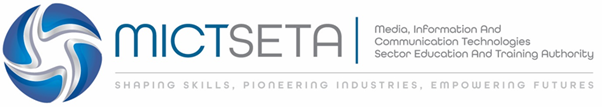 MICTSETA
Media, Information And
Communication Technologies
Sector Education And Training Authority
SHAPING SKILLS, PIONEERING INDUSTRIES, EMPOWERING FUTURES